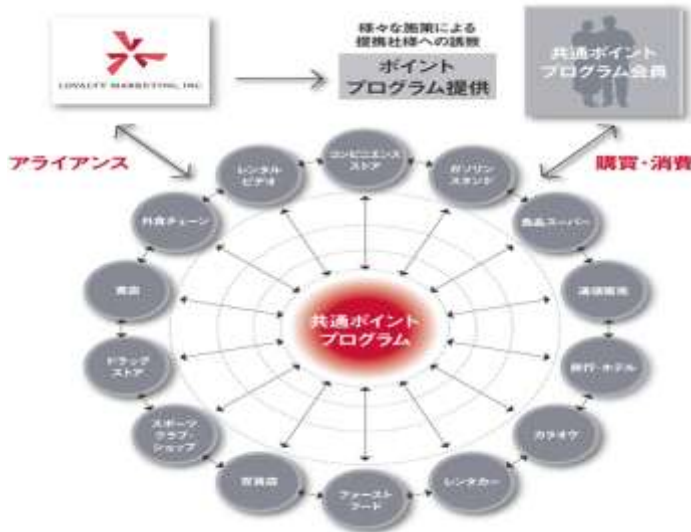 様々な施策による
提携社様への誘致
ポイント
プログラム提供
共通ポイント
プログラム会員
LOYALTY MARKETING, INC
アライアンス
購買・消費
コンビニエンス
ストア
レンタル
ビデオ
ガソリン
スタンド
外食チェーン
食品スーパー
書店
通信販売
共通ポイント
プログラム
ドラッグ
ストア
旅行・ホテル
スポーツ
クラブ・
ショップ
カラオケ
百貨店
ファースト
フード
レンタカー